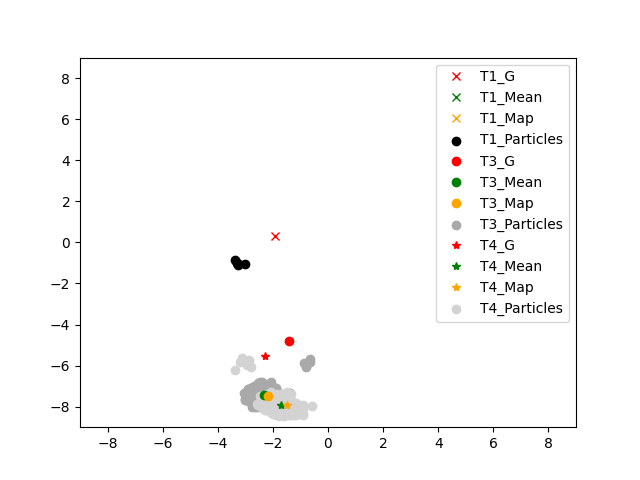 T1_G
T1_Mean
T1_Map
T1_Particles
T3_G
T3_Mean
T3_Map
T3_Particles
T4_G
T4_Mean
T4_Map
T4_Particles
8
6
4
2
0
−2
−4
−6
−8
−8 −6 −4 −2 0 2 4 6 8